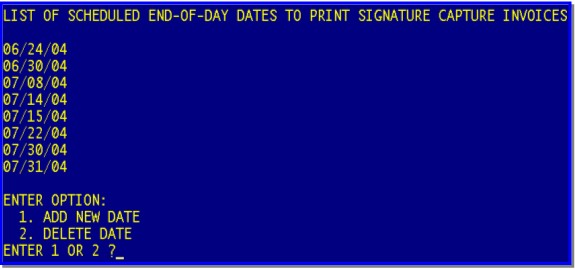 LIST OF SCHEDULED END-OF-DAY DATES TO PRINT SIGNATURE CAPTURE INVOICES
06/24/04
06/30/04
07/08/04
07/14/04
07/15/04
07/22/04
07/30/04
07/31/04
ENTER OPTION:
1. ADD NEW DATE
2. DELETE DATE
ENTER 1 OR 2 ?_